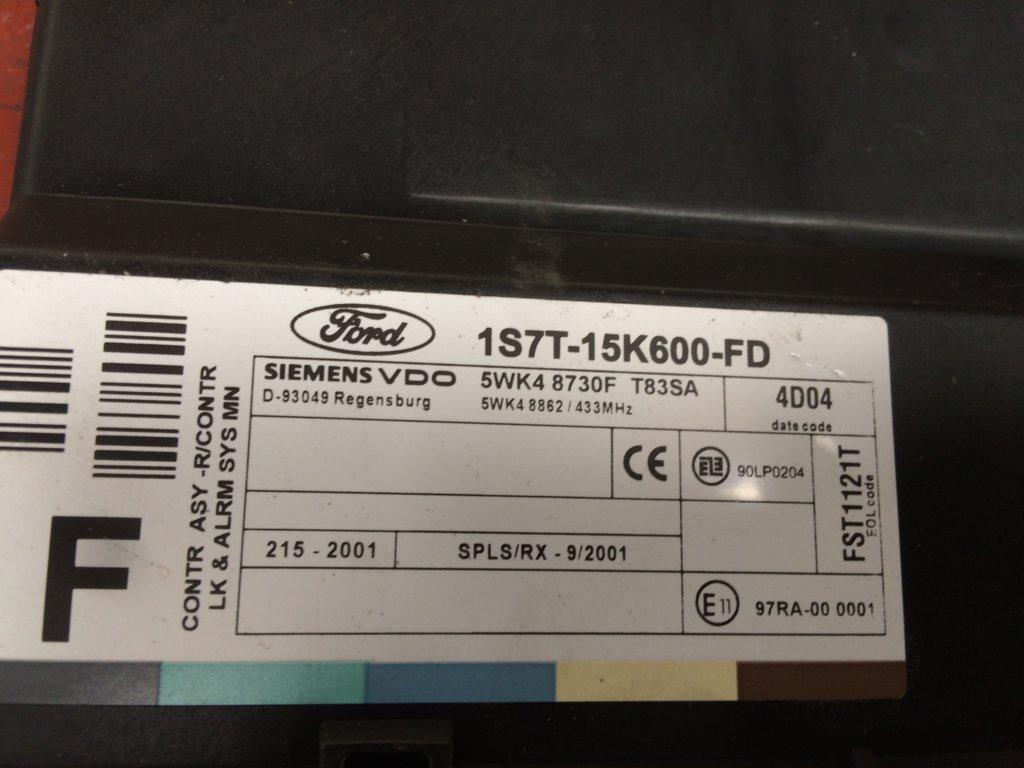 Ford
1S7T-15K600-FD
SIEMENS VDO 5WK4 8730F T83SA
D-93049 Regensburg 5WK4 8862 / 433MHz
4D04
date code
CE
90LP0204
FST1121T
EOL code
215 - 2001
SPLS/RX - 9/2001
E11
97RA-00 0001
CONTR ASY -R/CONTR
LK & ALRM SYS MN
F